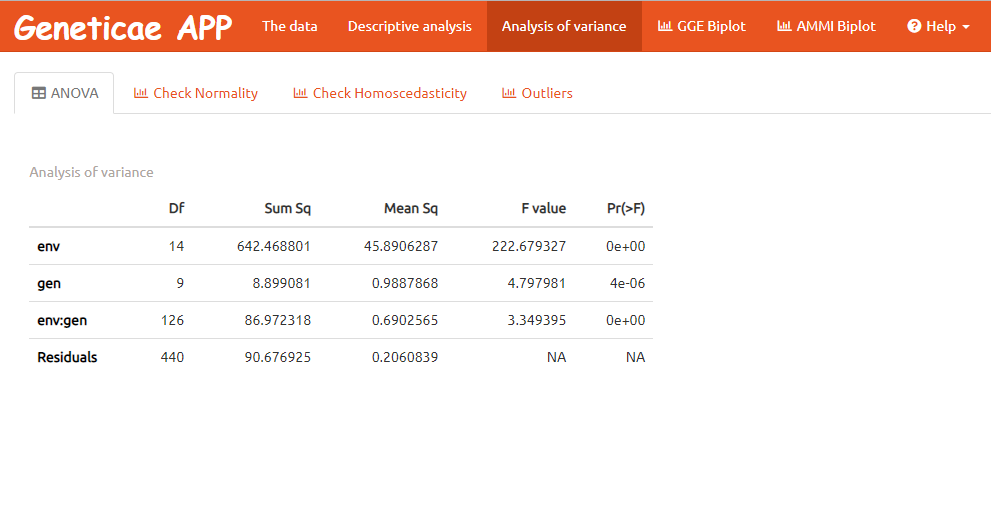 Geneticae APP The data Descriptive analysis Analysis of variance GGE Biplot AMMI Biplot Help
ANOVA Check Normality Check Homoscedasticity Outliers
Analysis of variance
Df Sum Sq Mean Sq F value Pr(>F)
env 14 642.468801 45.8906287 222.679327 0e+00
gen 9 8.899081 0.9887868 4.797981 4e-06
env:gen 126 86.972318 0.6902565 3.349395 0e+00
Residuals 440 90.676925 0.2060839 NA NA